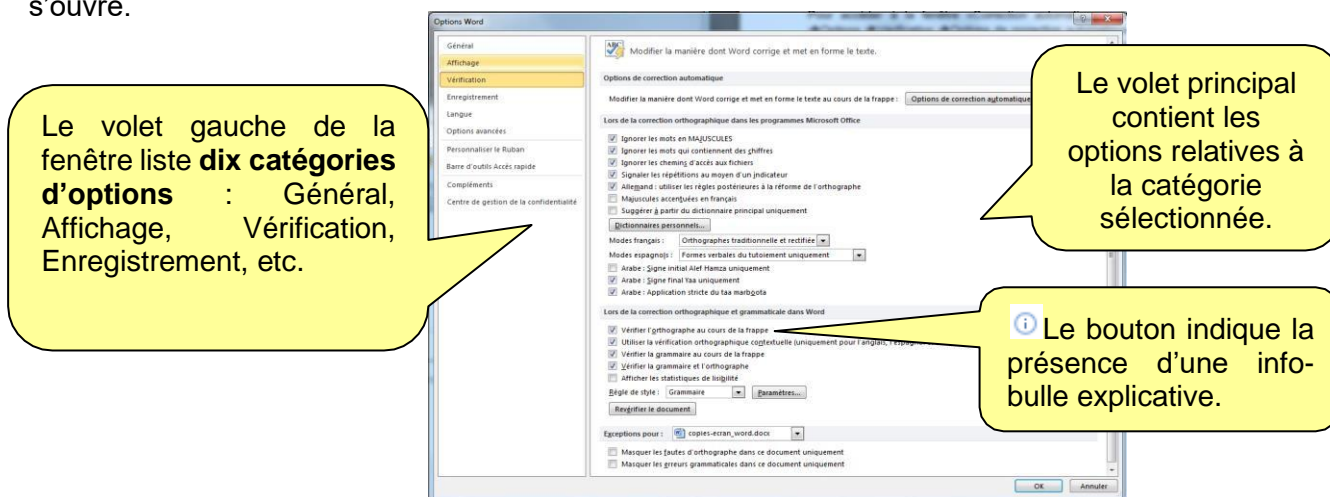 s'ouvre.
Options Word
Général
Affichage
Vérification
Enregistrement
Langue
Options avancées
Personnaliser le Ruban
Barre d'outils Accès rapide
Compléments
Centre de gestion de la confidentialité
Modifier la manière dont Word corrige et met en forme le texte.
Options de correction automatique
Modifier la manière dont Word corrige et met en forme le texte au cours de la frappe :
Options de correction automatique
Lors de la correction orthographique dans les programmes Microsoft Office
Ignorer les mots en MAJUSCULES
Ignorer les mots qui contiennent des chiffres
Ignorer les chemins d'accès aux fichiers
Signaler les répétitions au moyen d'un indicateur
Allemand : utiliser les règles postérieures à la réforme de l'orthographe
Majuscules accentuées en français
Suggérer à partir du dictionnaire principal uniquement
Dictionnaires personnels...
Modes français : Orthographes traditionnelle et rectifiée
Modes espagnols : Formes verbales du tutoiement uniquement
Arabe : Signe initial Alef Hamza uniquement
Arabe : Signe final Yaa uniquement
Arabe : Application stricte du taa marboota
Lors de la correction orthographique et grammaticale dans Word
Vérifier l'orthographe au cours de la frappe
Utiliser la vérification orthographique contextuelle (uniquement pour l'anglais,
Vérifier la grammaire au cours de la frappe
Vérifier la grammaire et l'orthographe
Afficher les statistiques de lisibilité
Règle de style : Grammaire Paramètres...
Revérifier le document
Exceptions pour : copies-ecran_word.docx
Masquer les fautes d'orthographe dans ce document uniquement
Masquer les erreurs grammaticales dans ce document uniquement
OK Annuler
Le volet gauche de la
fenêtre liste dix catégories
d'options : Général,
Affichage, Vérification,
Enregistrement, etc.
Le volet principal
contient les
options relatives à
la catégorie
sélectionnée.
Le bouton indique la
présence d'une info-
bulle explicative.